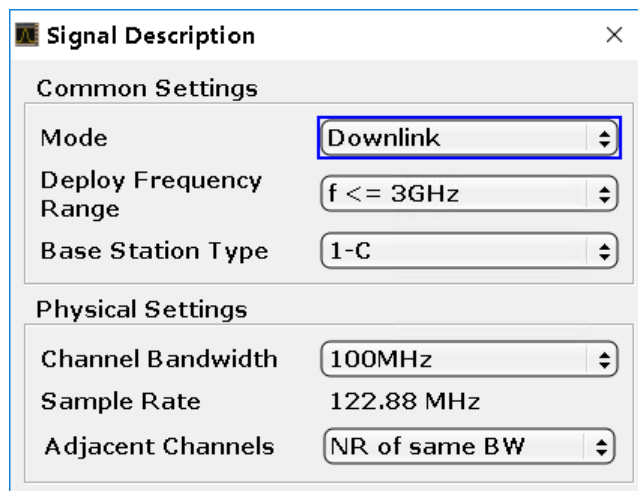 Signal Description
Common Settings
Mode
Downlink
Deploy Frequency
Range
f <= 3GHz
Base Station Type
1-C
Physical Settings
Channel Bandwidth
100MHz
Sample Rate
122.88 MHz
Adjacent Channels
NR of same BW